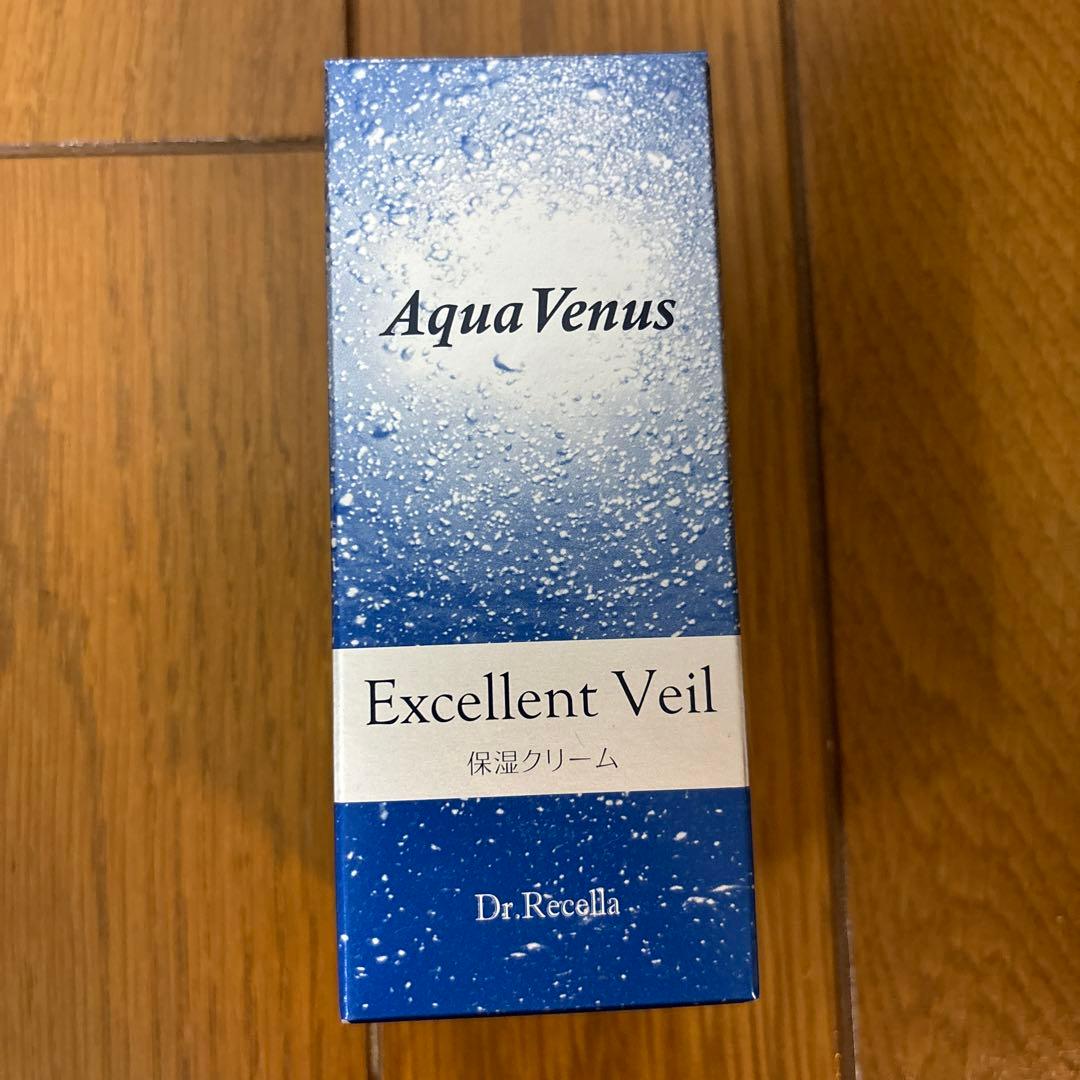 Aqua Venus
Excellent Veil
保湿クリーム
Dr.Recella